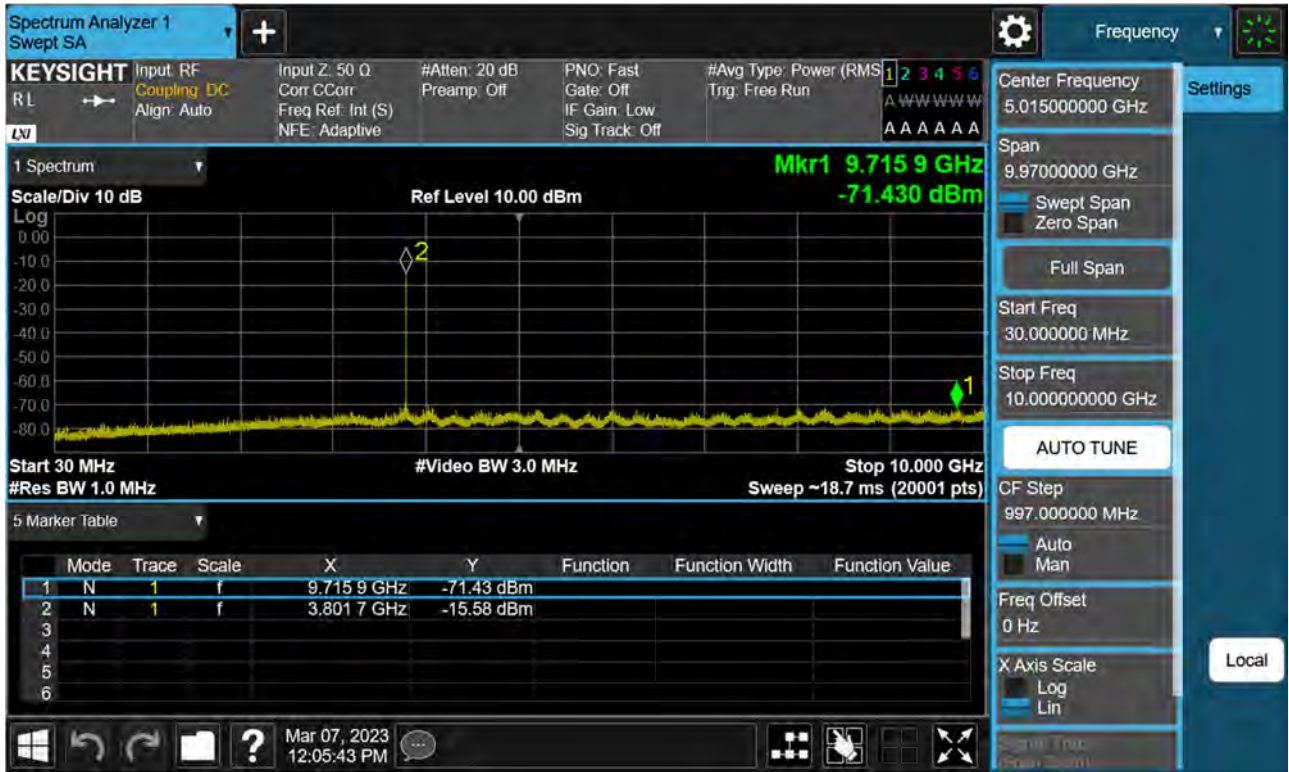 Spectrum Analyzer 1
Swept SA
+
Frequency
KEYSIGHT
RL
LXI
Input: RF
Coupling: DC
Align: Auto
Input Z: 50 Ω
Corr CCorr
Freq Ref: Int (S)
NFE: Adaptive
#Atten: 20 dB
Preamp: Off
PNO: Fast
Gate: Off
IF Gain: Low
Sig Track: Off
#Avg Type: Power (RMS
Trig: Free Run
1 2 3 4 5 6
A W W W W W
A A A A A A
1 Spectrum
Scale/Div 10 dB
Ref Level 10.00 dBm
Mkr1 9.715 9 GHz
-71.430 dBm
Log
0.00
-10.0
-20.0
-30.0
-40.0
-50.0
-60.0
-70.0
-80.0
2
1
Start 30 MHz
#Res BW 1.0 MHz
#Video BW 3.0 MHz
Stop 10.000 GHz
Sweep ~18.7 ms (20001 pts)
5 Marker Table
Mode Trace Scale X Y Function Function Width Function Value
1 N 1 f 9.715 9 GHz -71.43 dBm
2 N 1 f 3.801 7 GHz -15.58 dBm
3
4
5
6
Mar 07, 2023
12:05:43 PM
?
Center Frequency
5.015000000 GHz
Span
9.97000000 GHz
Swept Span
Zero Span
Full Span
Start Freq
30.000000 MHz
Stop Freq
10.000000000 GHz
AUTO TUNE
CF Step
997.000000 MHz
Auto
Man
Freq Offset
0 Hz
X Axis Scale
Log
Lin
Settings
Local